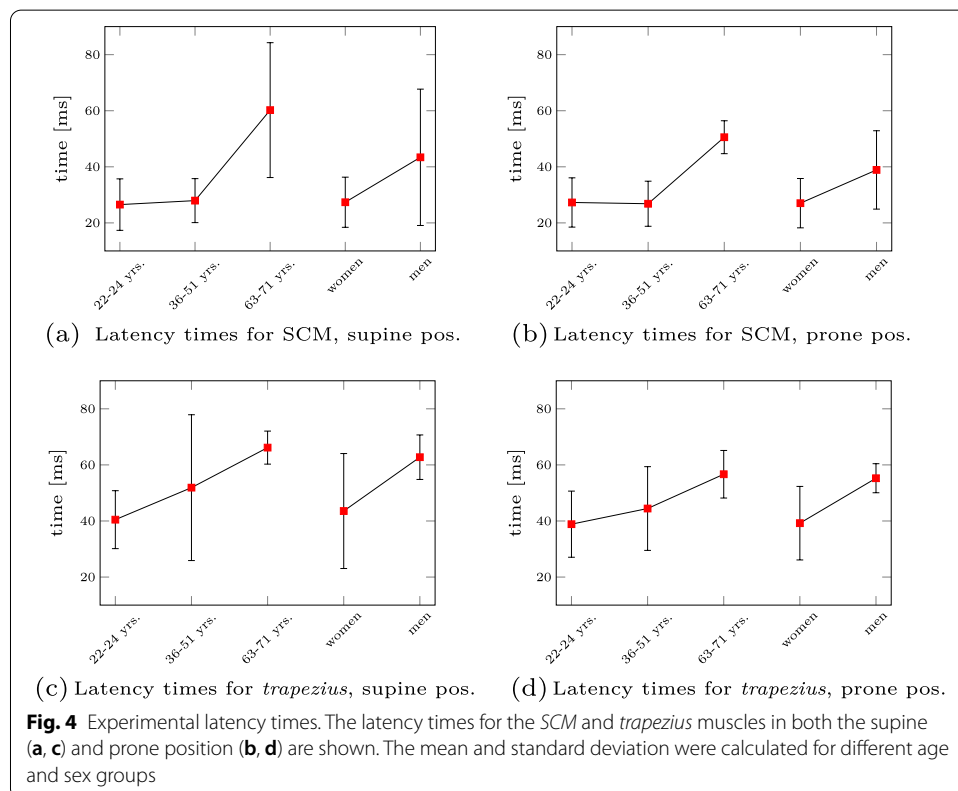 80
60
40
20
time [ms]
22-24 yrs.
36-51 yrs.
63-71 yrs.
women
men
(a) Latency times for SCM, supine pos.
80
60
40
20
time [ms]
22-24 yrs.
36-51 yrs.
63-71 yrs.
women
men
(b) Latency times for SCM, prone pos.
80
60
40
20
time [ms]
22-24 yrs.
36-51 yrs.
63-71 yrs.
women
men
(c) Latency times for trapezius, supine pos.
80
60
40
20
time [ms]
22-24 yrs.
36-51 yrs.
63-71 yrs.
women
men
(d) Latency times for trapezius, prone pos.
Fig. 4 Experimental latency times. The latency times for the SCM and trapezius muscles in both the supine
(a, c) and prone position (b, d) are shown. The mean and standard deviation were calculated for different age
and sex groups